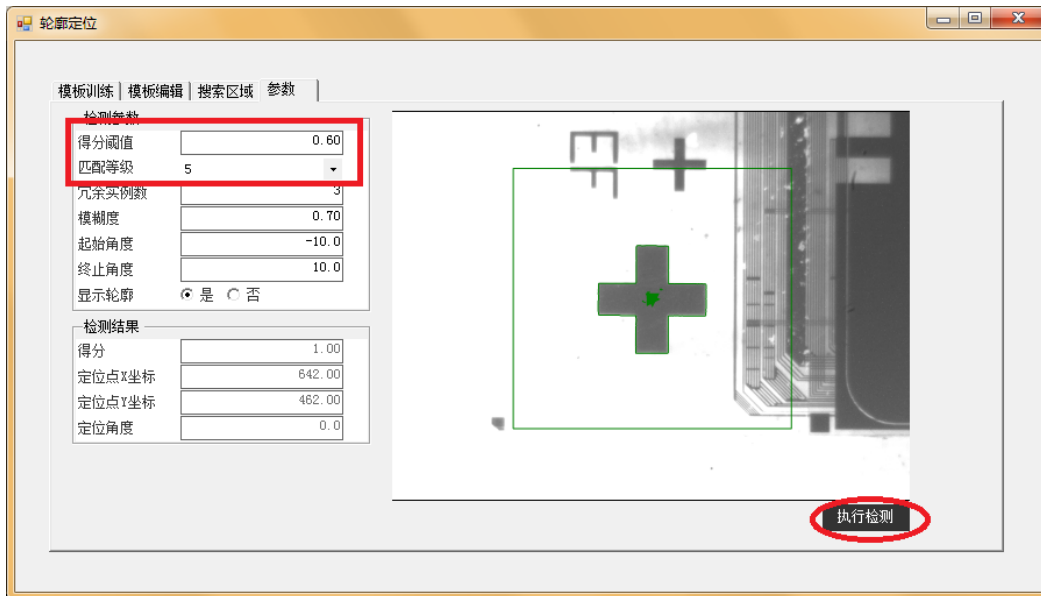 轮廓定位
模板训练 模板编辑 搜索区域 参数
检测参数
得分阈值 0.60
匹配等级 5
冗余实例数 3
模糊度 0.70
起始角度 -10.0
终止角度 10.0
显示轮廓 是 否
检测结果
得分 1.00
定位点X坐标 642.00
定位点Y坐标 462.00
定位角度 0.0
执行检测